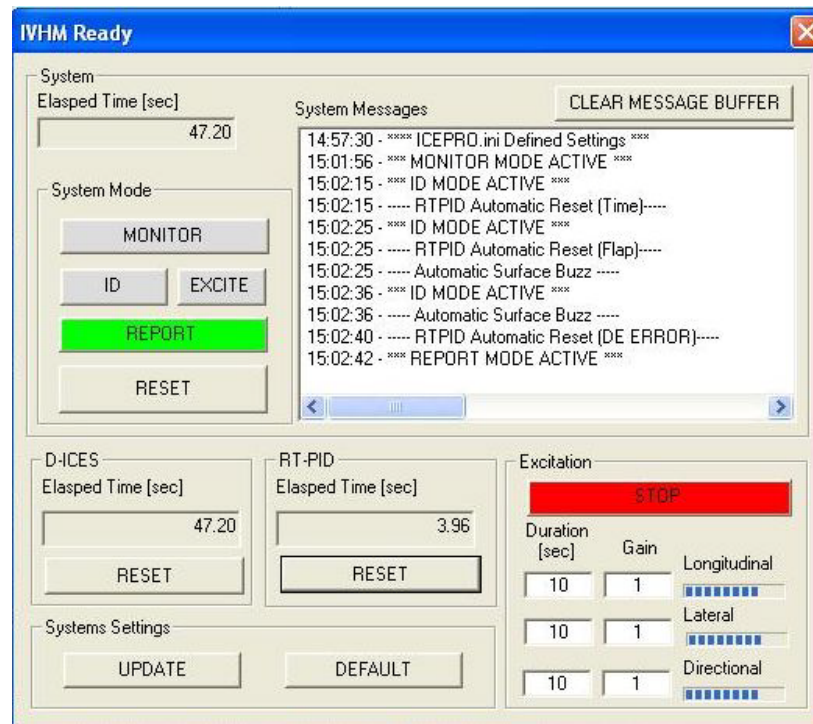 IVHM Ready
System
Elasped Time [sec]
47.20
System Messages
CLEAR MESSAGE BUFFER
14:57:30 - **** ICEPRO.ini Defined Settings ***
15:01:56 - *** MONITOR MODE ACTIVE ***
15:02:15 - *** ID MODE ACTIVE ***
15:02:15 - ----- RTPID Automatic Reset (Time)-----
15:02:25 - *** ID MODE ACTIVE ***
15:02:25 - ----- RTPID Automatic Reset (Flap)-----
15:02:25 - ----- Automatic Surface Buzz -----
15:02:36 - *** ID MODE ACTIVE ***
15:02:36 - ----- Automatic Surface Buzz -----
15:02:40 - ----- RTPID Automatic Reset (DE ERROR)-----
15:02:42 - *** REPORT MODE ACTIVE ***
System Mode
MONITOR
ID EXCITE
REPORT
RESET
D-ICES
Elasped Time [sec]
47.20
RESET
RT-PID
Elasped Time [sec]
3.96
RESET
Excitation
STOP
Duration
[sec] Gain
Longitudinal
10 1
Lateral
10 1
Directional
10 1
Systems Settings
UPDATE DEFAULT